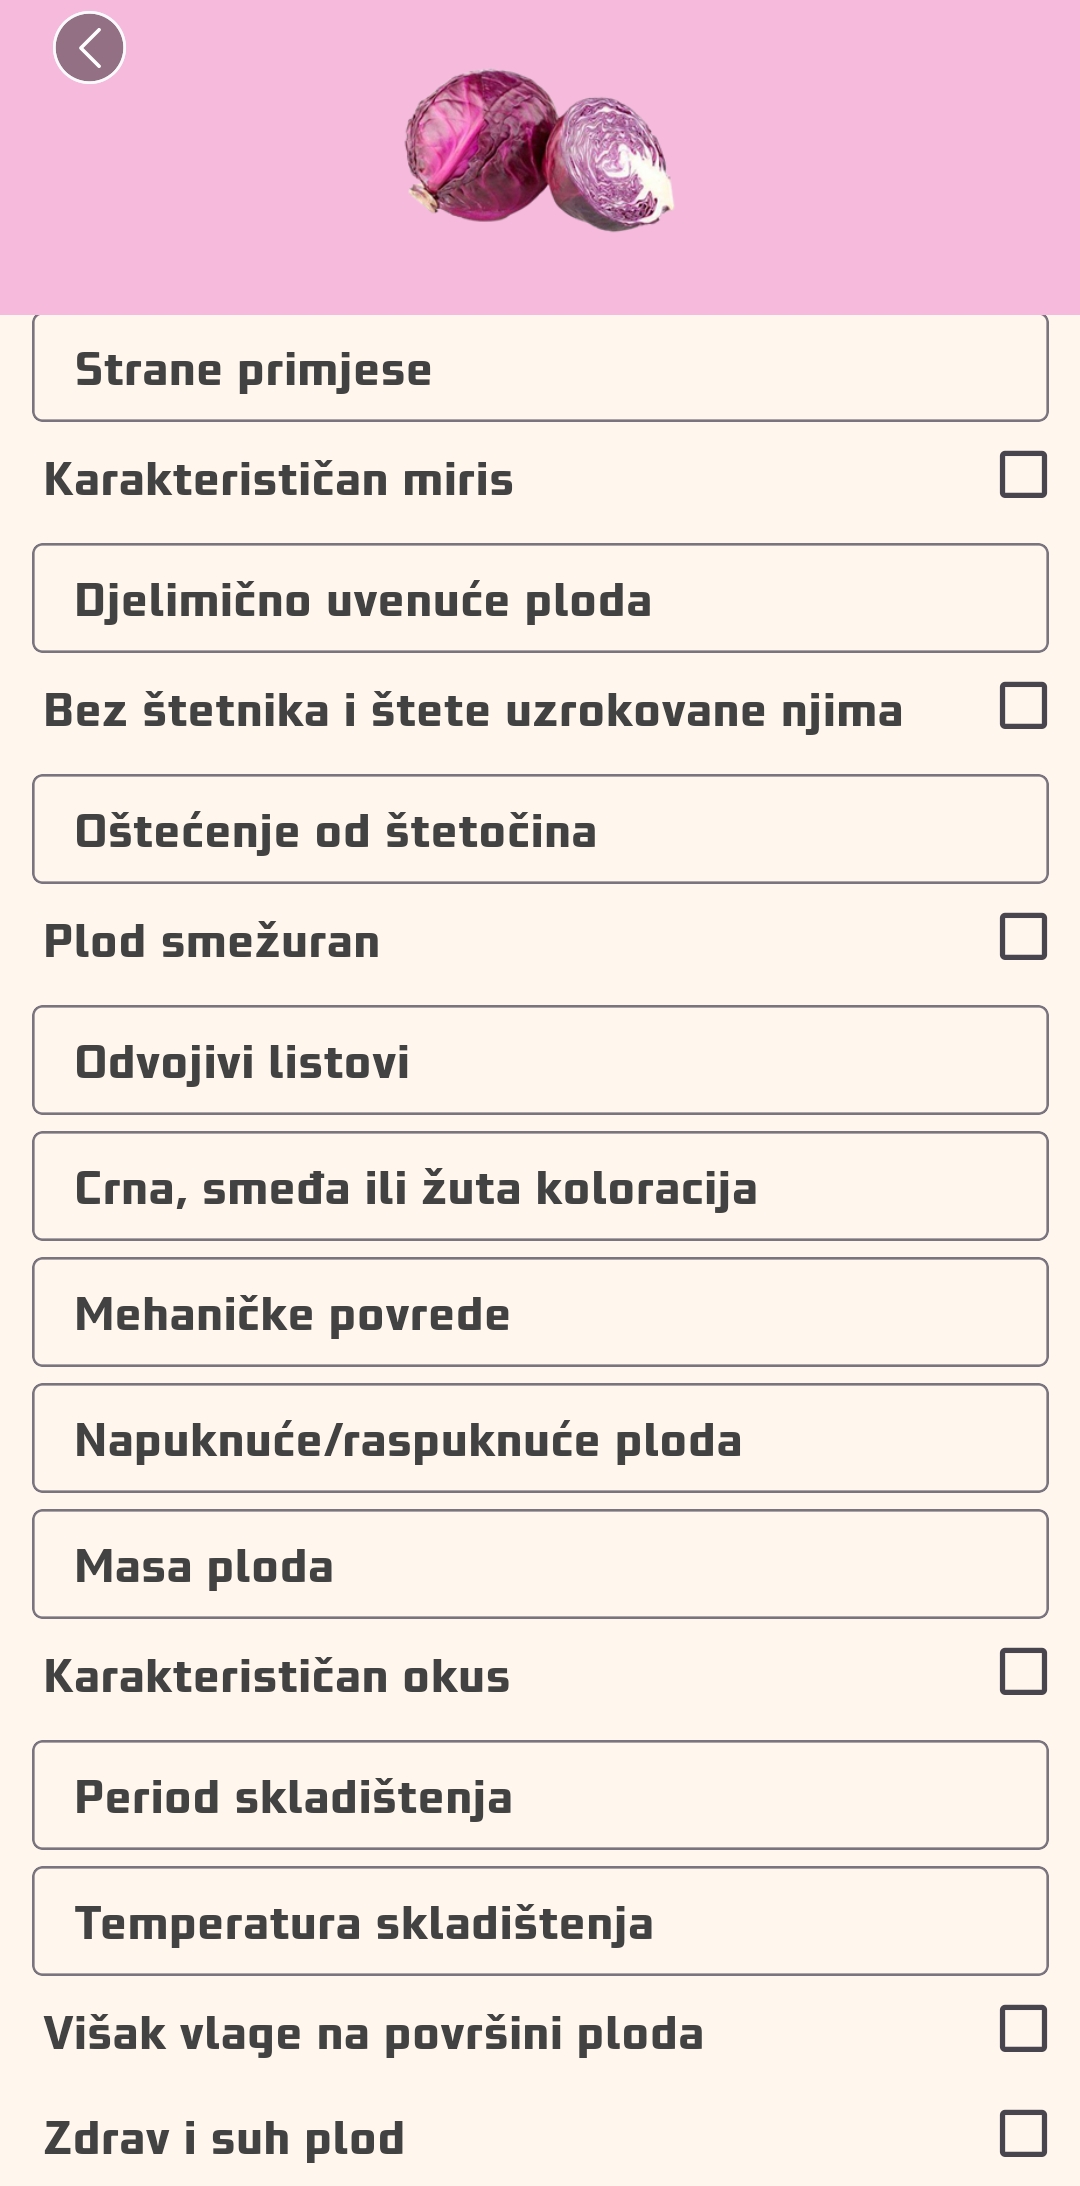 Strane primjese
Karakterističan miris
Djelimično uvenuće ploda
Bez štetnika i štete uzrokovane njima
Oštećenje od štetočina
Plod smežuran
Odvojivi listovi
Crna, smeđa ili žuta koloracija
Mehaničke povrede
Napuknuće/raspuknuće ploda
Masa ploda
Karakterističan okus
Period skladištenja
Temperatura skladištenja
Višak vlage na površini ploda
Zdrav i suh plod